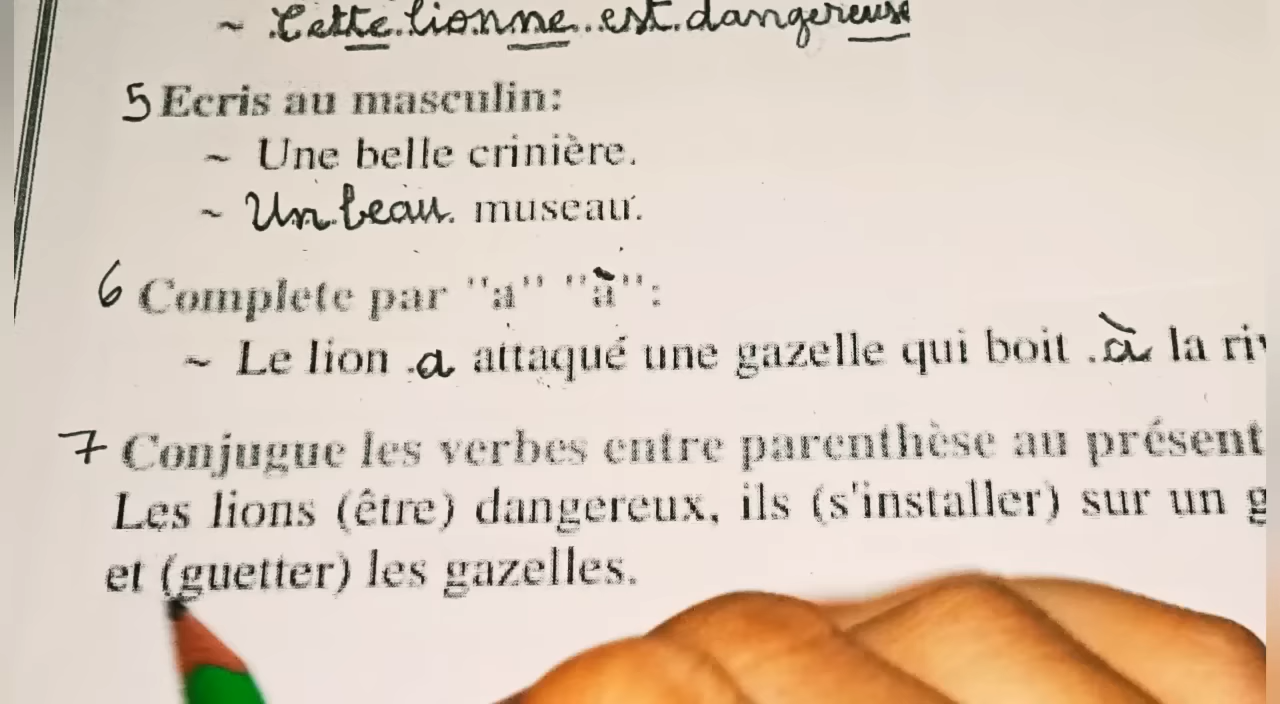 ~ Cette lionne est dangereuse
5 Ecris au masculin:
~ Une belle crinière.
~ Un beau. museau.
6 Complete par "a" "à":
~ Le lion .a attaqué une gazelle qui boit .à la
7 Conjugue les verbes entre parenthèse au présent
Les lions (être) dangereux, ils (s'installer) sur un
et (guetter) les gazelles.